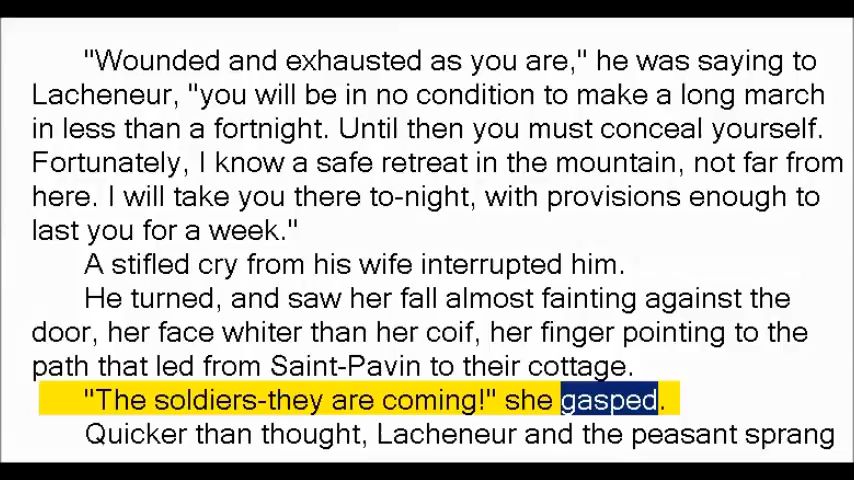 "Wounded and exhausted as you are," he was saying to
Lacheneur, "you will be in no condition to make a long march
in less than a fortnight. Until then you must conceal yourself.
Fortunately, I know a safe retreat in the mountain, not far from
here. I will take you there to-night, with provisions enough to
last you for a week."
A stifled cry from his wife interrupted him.
He turned, and saw her fall almost fainting against the
door, her face whiter than her coif, her finger pointing to the
path that led from Saint-Pavin to their cottage.
"The soldiers-they are coming!" she gasped.
Quicker than thought, Lacheneur and the peasant sprang